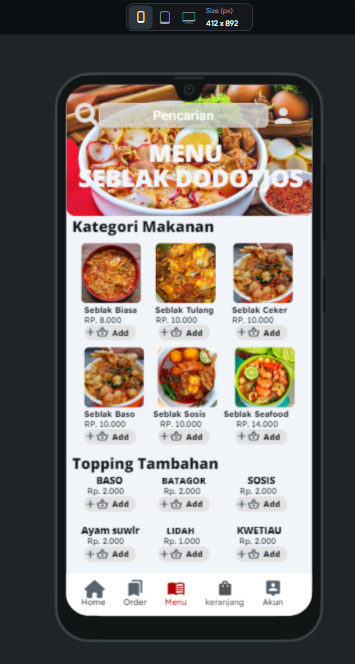 Size (px)
412 x 892
Pencarian
MENU
SEBLAK DODOTJOS
Kategori Makanan
Seblak Biasa Seblak Tulang Seblak Ceker
RP. 8.000 RP. 10.000 RP. 10.000
+ Add + Add + Add
Seblak Baso Seblak Sosis Seblak Seafood
RP. 10.000 RP. 10.000 RP. 14.000
+ Add + Add + Add
Topping Tambahan
BASO BATAGOR SOSIS
Rp. 2.000 Rp. 2.000 Rp. 2.000
+ Add + Add + Add
Ayam suwir LIDAH KWETIAU
Rp. 2.000 Rp. 1.000 Rp. 2.000
+ Add + Add + Add
Home Order Menu keranjang Akun